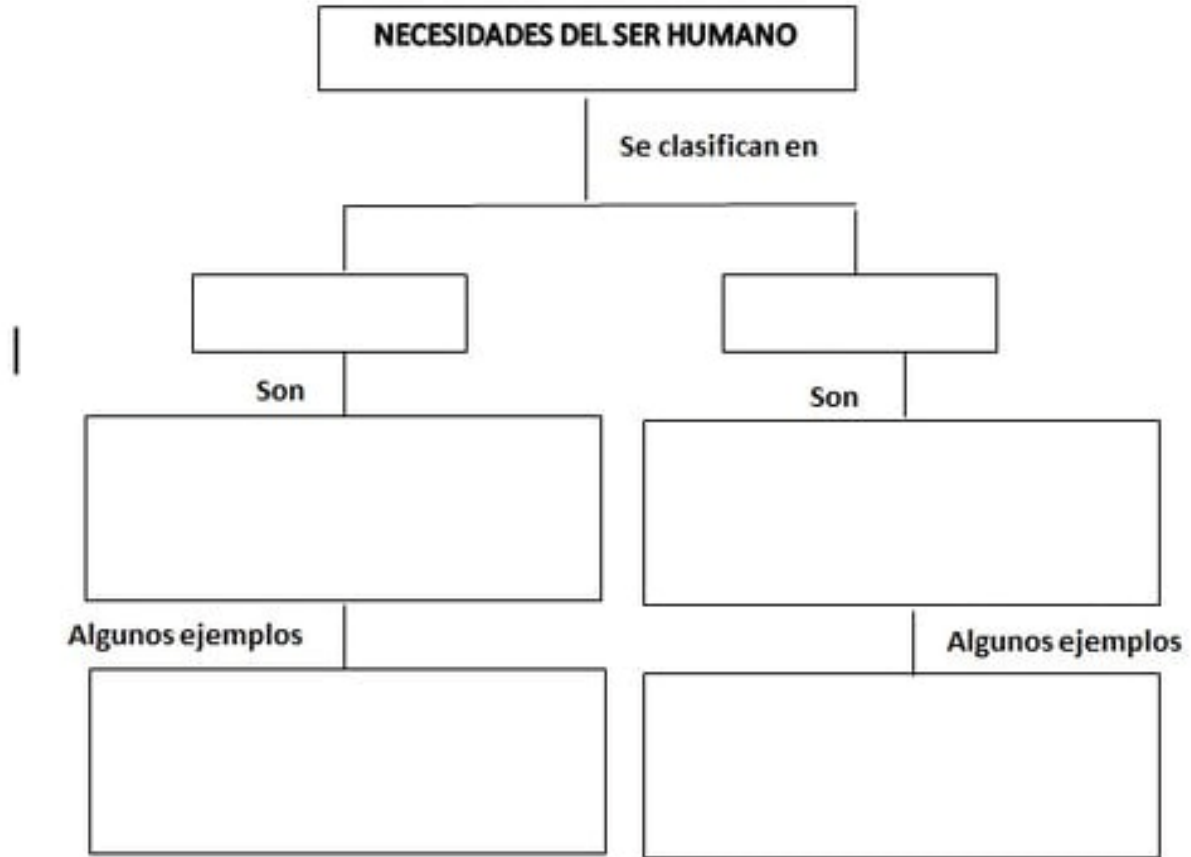 NECESIDADES DEL SER HUMANO
Se clasifican en
Son
Son
Algunos ejemplos
Algunos ejemplos